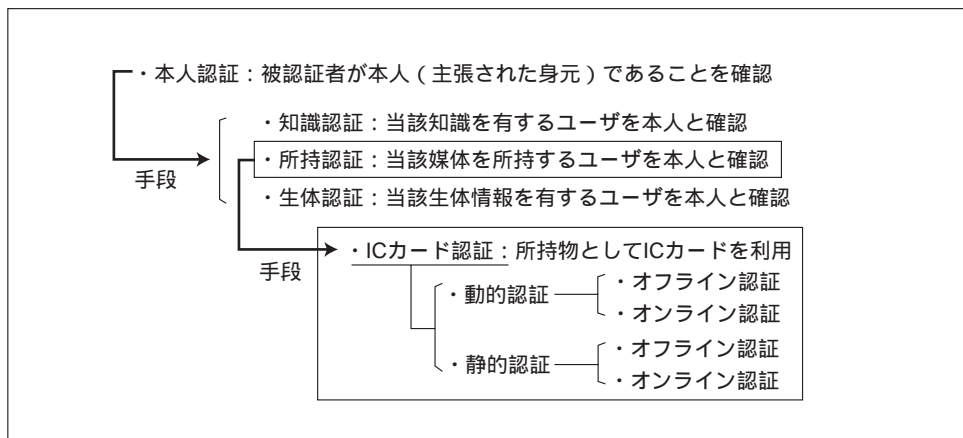 ・本人認証：被認証者が本人（主張された身元）であることを確認
・知識認証：当該知識を有するユーザを本人と確認
・所持認証：当該媒体を所持するユーザを本人と確認
手段
・生体認証：当該生体情報を有するユーザを本人と確認
・ICカード認証：所持物としてICカードを利用
手段
・動的認証
・オフライン認証
・オンライン認証
・静的認証
・オフライン認証
・オンライン認証